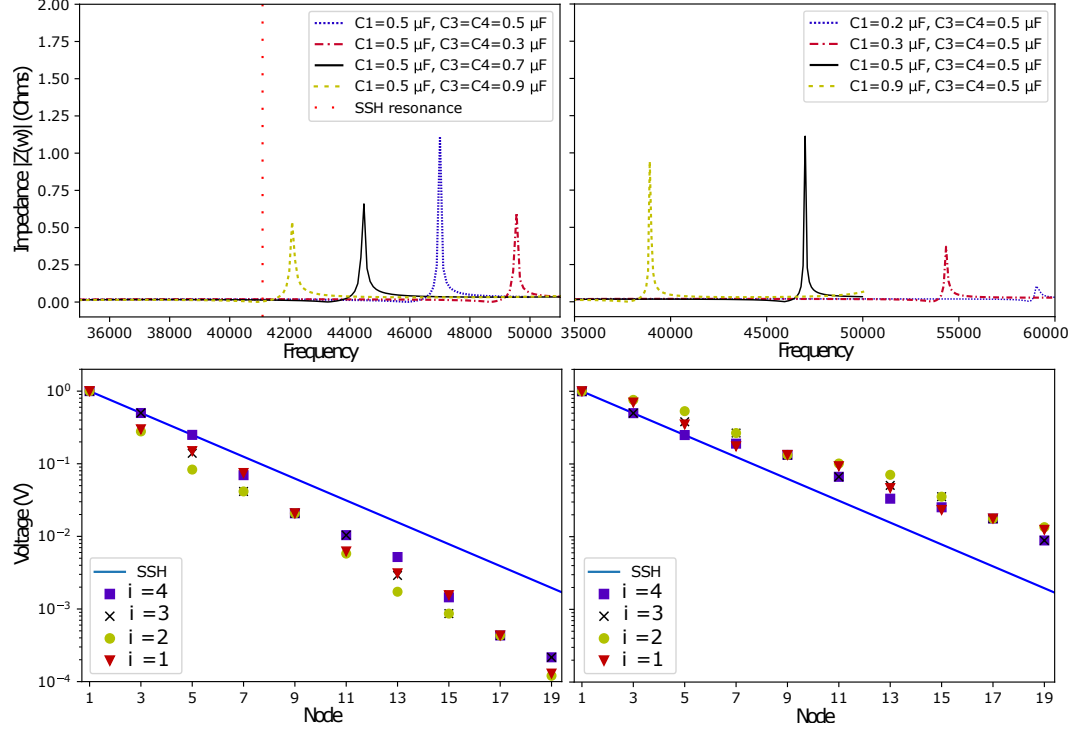 2.00
1.75
1.50
1.25
1.00
0.75
0.50
0.25
0.00
Impedance |Z(w)| (Ohms)
C1=0.5 μF, C3=C4=0.5 μF
C1=0.5 μF, C3=C4=0.3 μF
C1=0.5 μF, C3=C4=0.7 μF
C1=0.5 μF, C3=C4=0.9 μF
SSH resonance
36000 38000 40000 42000 44000 46000 48000 50000
Frequency
C1=0.2 μF, C3=C4=0.5 μF
C1=0.3 μF, C3=C4=0.5 μF
C1=0.5 μF, C3=C4=0.5 μF
C1=0.9 μF, C3=C4=0.5 μF
35000 40000 45000 50000 55000 60000
Frequency
10⁰
10⁻¹
10⁻²
10⁻³
10⁻⁴
Voltage (V)
SSH
i =4
i =3
i =2
i =1
1 3 5 7 9 11 13 15 17 19
Node
SSH
i =4
i =3
i =2
i =1
1 3 5 7 9 11 13 15 17 19
Node